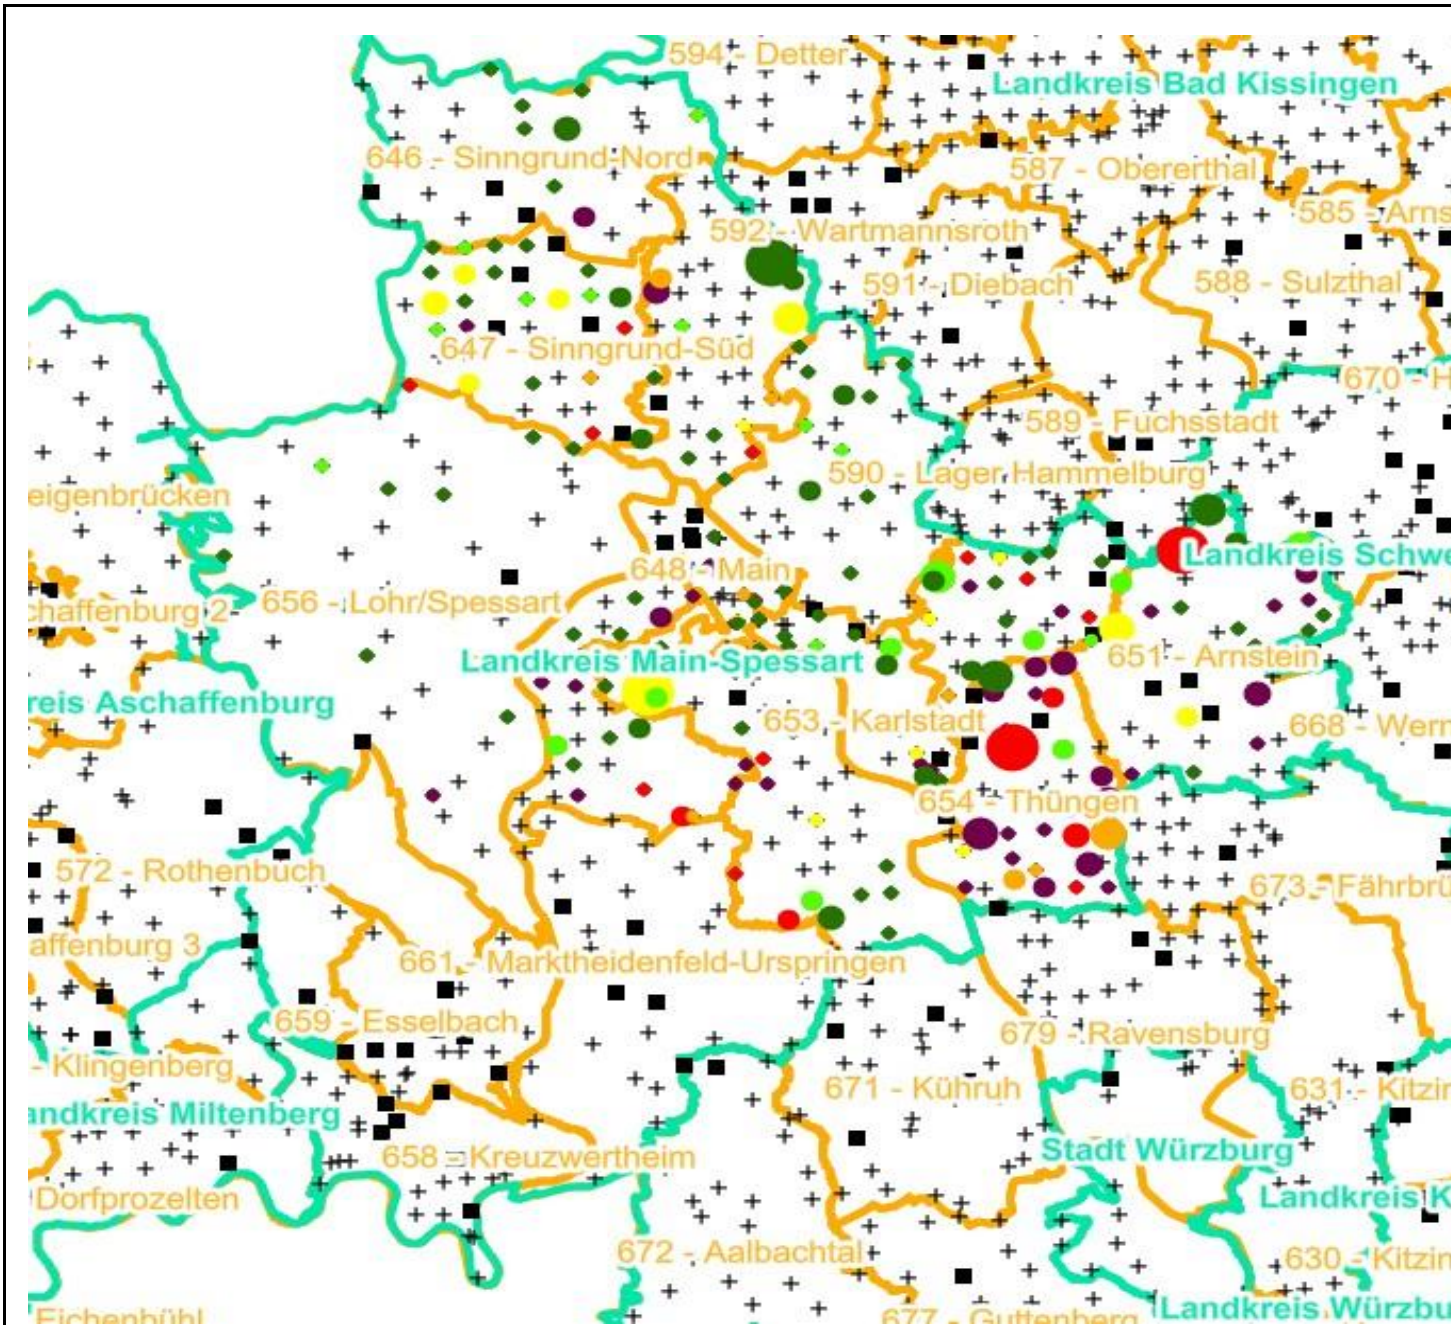 594 - Detter
Landkreis Bad Kissingen
646 - Sinngrund-Nord
587 - Obererthal
585 - Arns
592 - Wartmannsroth
591 - Diebach
588 - Sulzthal
647 - Sinngrund-Süd
670 - H
589 - Fuchsstadt
590 - Lager Hammelburg
eigenbrücken
Landkreis Schwe
648 - Main
chaffenburg 2
656 - Lohr/Spessart
Landkreis Main-Spessart
651 - Arnstein
reis Aschaffenburg
653 - Karlstadt
668 - Wern
654 - Thüngen
572 - Rothenbuch
673 - Fährbrü
affenburg 3
661 - Marktheidenfeld-Urspringen
659 - Esselbach
679 - Ravensburg
- Klingenberg
671 - Kühruh
631 - Kitzin
andkreis Miltenberg
Stadt Würzburg
658 - Kreuzwertheim
Dorfprozelten
Landkreis K
672 - Aalbachtal
630 - Kitzin
Eichenbühl
677 - Guttenberg
Landkreis Würzbu